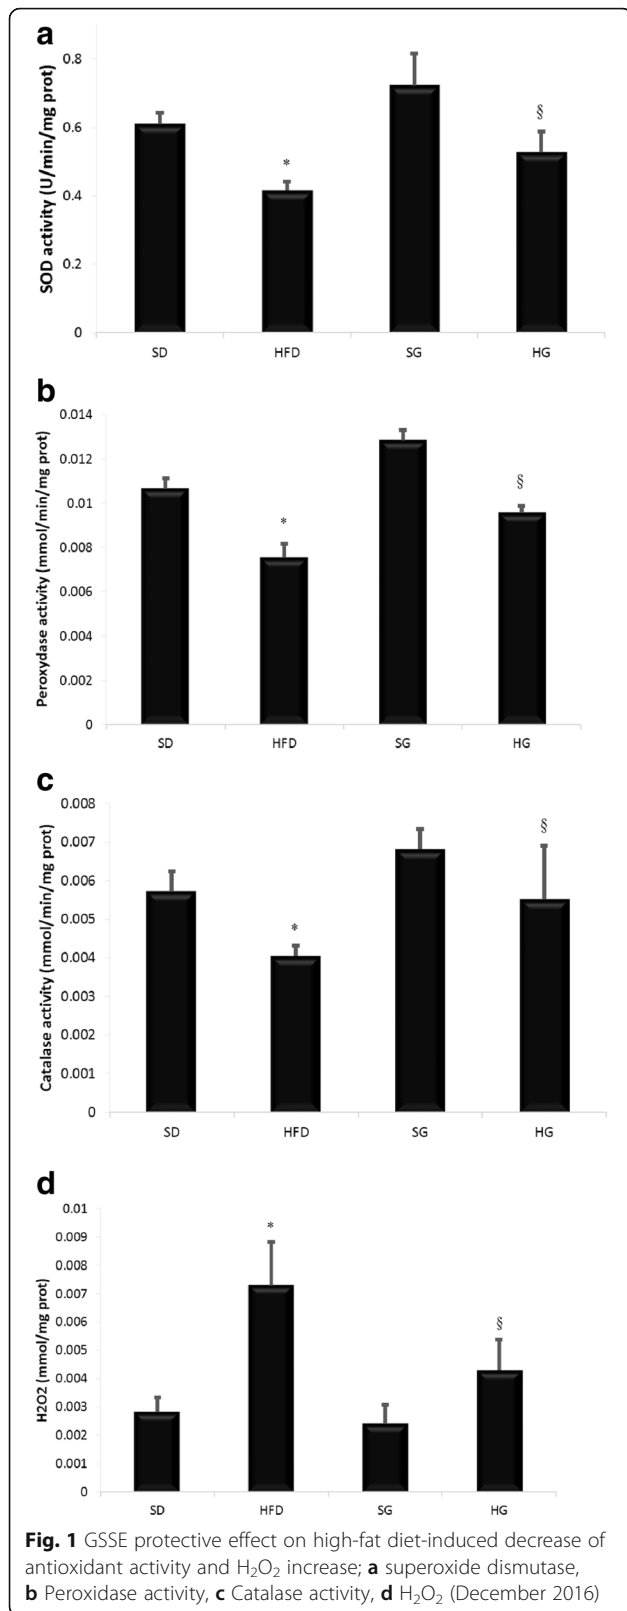 a
SOD activity (U/min/mg prot)
0.8
0.6
0.4
0.2
0
*
§
SD HFD SG HG
b
Peroxydase activity (mmol/min/mg prot)
0.014
0.012
0.01
0.008
0.006
0.004
0.002
0
*
§
SD HFD SG HG
c
Catalase activity (mmol/min/mg prot)
0.008
0.007
0.006
0.005
0.004
0.003
0.002
0.001
0
*
§
SD HFD SG HG
d
H2O2 (mmol/mg prot)
0.01
0.009
0.008
0.007
0.006
0.005
0.004
0.003
0.002
0.001
0
*
§
SD HFD SG HG
Fig. 1 GSSE protective effect on high-fat diet-induced decrease of
antioxidant activity and H₂O₂ increase; a superoxide dismutase,
b Peroxidase activity, c Catalase activity, d H₂O₂ (December 2016)